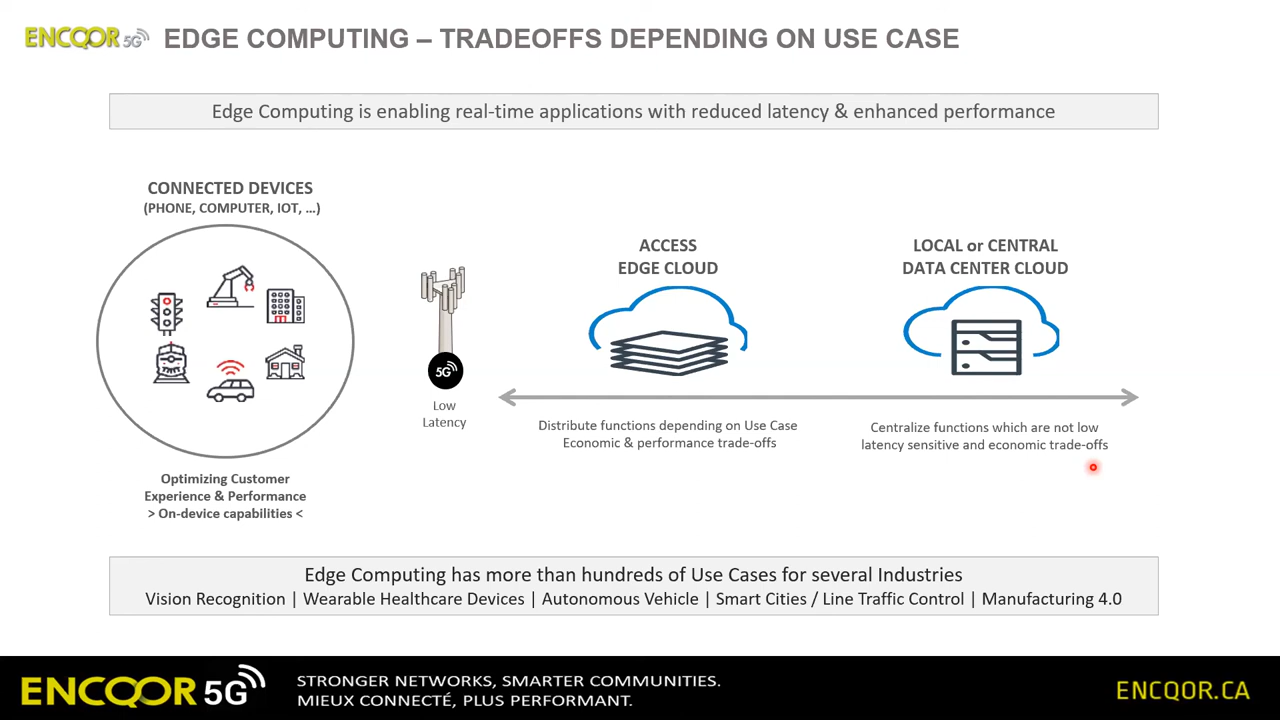 ENCQOR 5G EDGE COMPUTING – TRADEOFFS DEPENDING ON USE CASE
Edge Computing is enabling real-time applications with reduced latency & enhanced performance
CONNECTED DEVICES
(PHONE, COMPUTER, IOT, ...)
ACCESS
EDGE CLOUD
LOCAL or CENTRAL
DATA CENTER CLOUD
5G
Low
Latency
Distribute functions depending on Use Case
Economic & performance trade-offs
Centralize functions which are not low
latency sensitive and economic trade-offs
Optimizing Customer
Experience & Performance
> On-device capabilities <
Edge Computing has more than hundreds of Use Cases for several Industries
Vision Recognition | Wearable Healthcare Devices | Autonomous Vehicle | Smart Cities / Line Traffic Control | Manufacturing 4.0
ENCQOR 5G
STRONGER NETWORKS, SMARTER COMMUNITIES.
MIEUX CONNECTÉ, PLUS PERFORMANT.
ENCQOR.CA